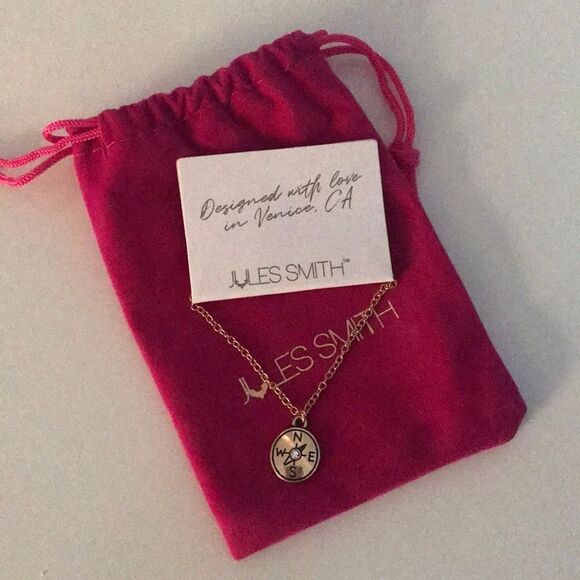 Designed with love
in Venice, CA
JULES SMITH™
JULES SMITH
N
W E
S